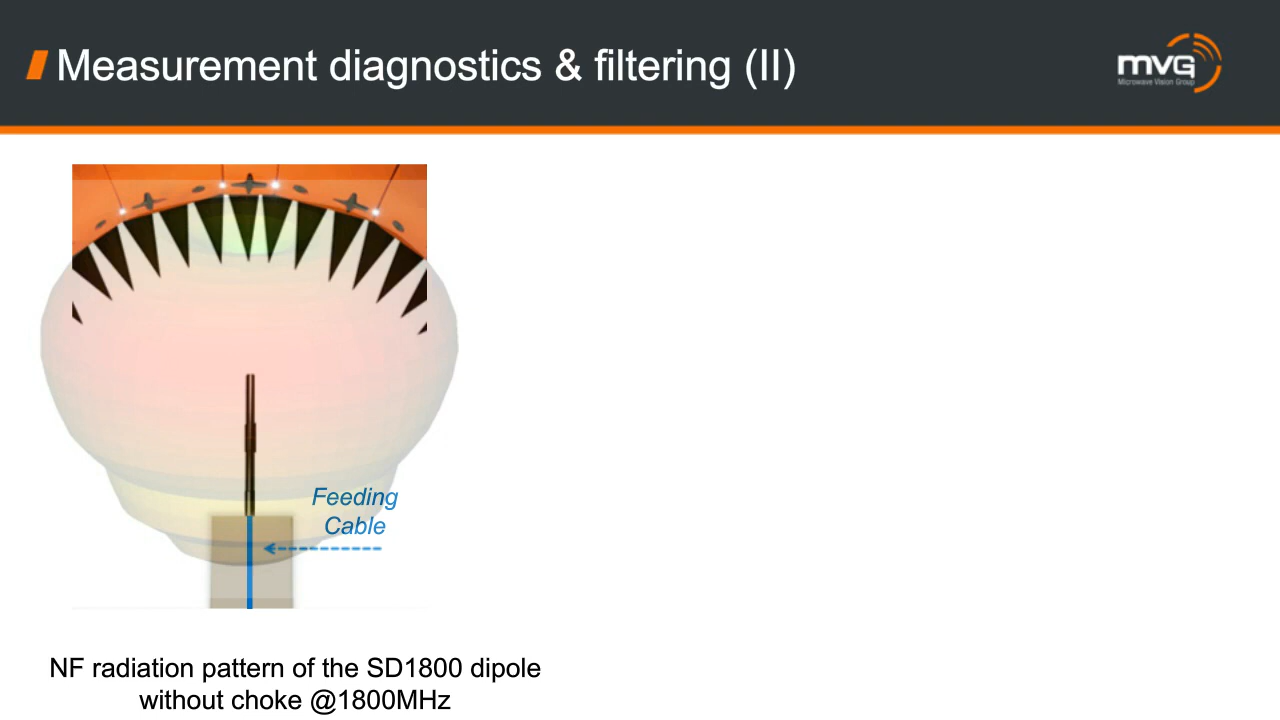 Measurement diagnostics & filtering (II)
mvg
Microwave Vision Group
Feeding
Cable
NF radiation pattern of the SD1800 dipole
without choke @1800MHz